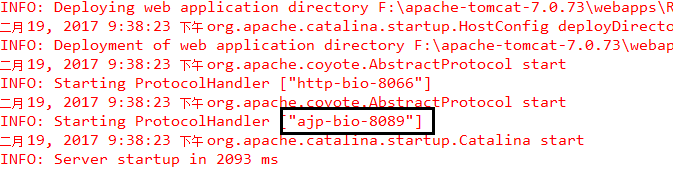 INFO: Deploying web application directory F:\apache-tomcat-7.0.73\webapps\R
二月 19, 2017 9:38:23 下午 org.apache.catalina.startup.HostConfig deployDirecto
INFO: Deployment of web application directory F:\apache-tomcat-7.0.73\webap
二月 19, 2017 9:38:23 下午 org.apache.coyote.AbstractProtocol start
INFO: Starting ProtocolHandler ["http-bio-8066"]
二月 19, 2017 9:38:23 下午 org.apache.coyote.AbstractProtocol start
INFO: Starting ProtocolHandler ["ajp-bio-8089"]
二月 19, 2017 9:38:23 下午 org.apache.catalina.startup.Catalina start
INFO: Server startup in 2093 ms